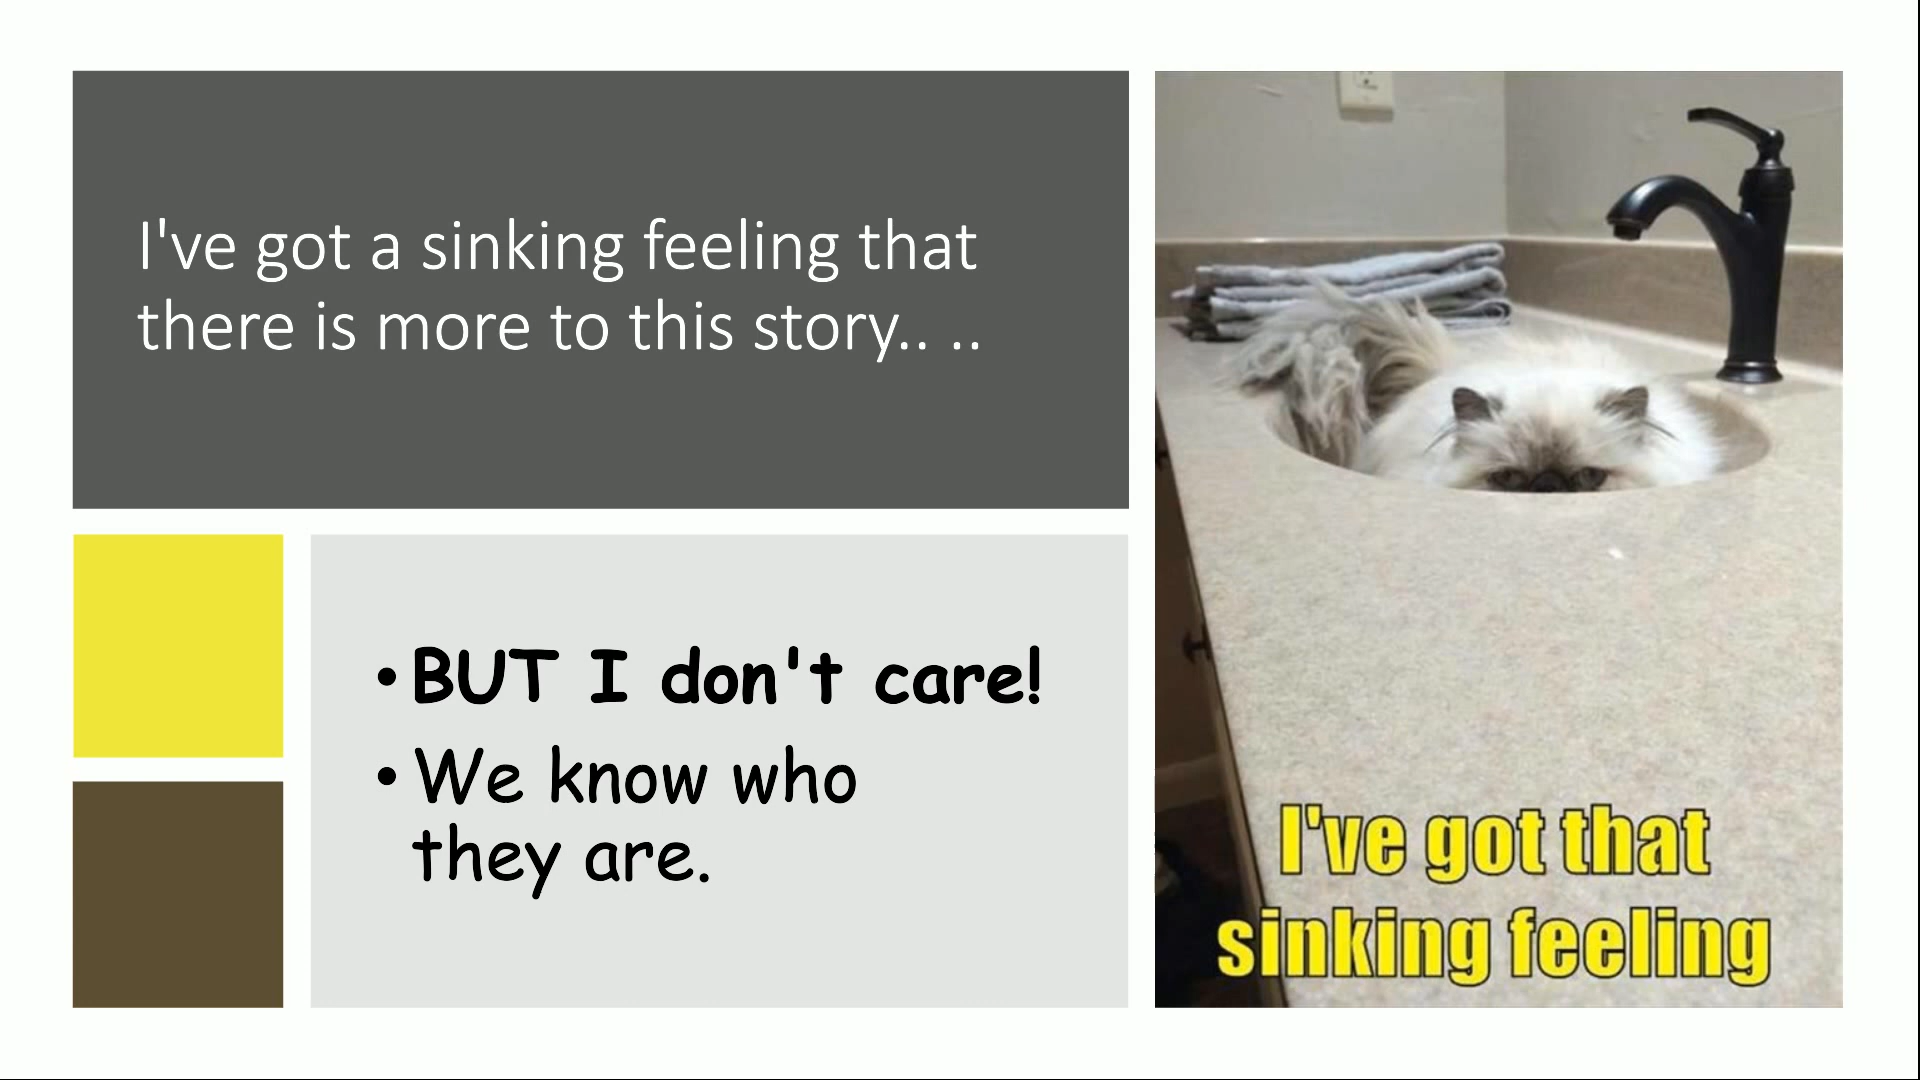 I've got a sinking feeling that
there is more to this story.. ..
• BUT I don't care!
• We know who
they are.
I've got that
sinking feeling